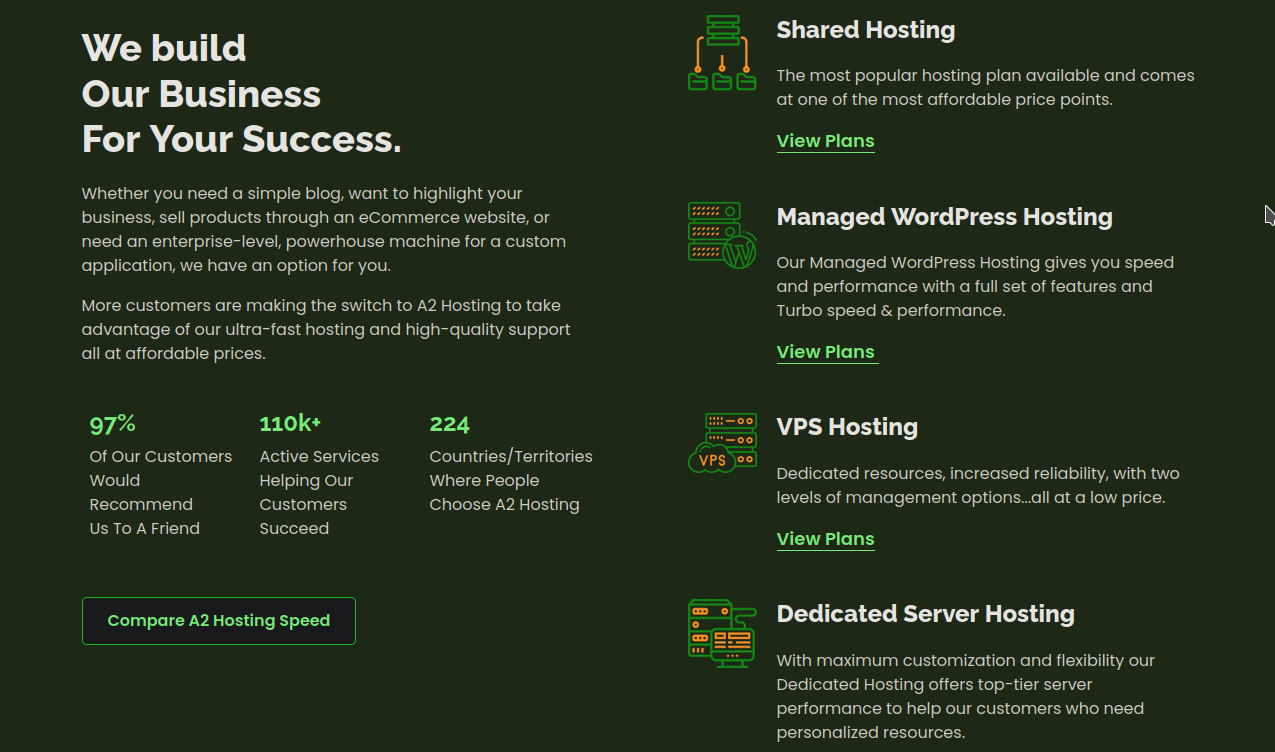 We build
Our Business
For Your Success.
Whether you need a simple blog, want to highlight your
business, sell products through an eCommerce website, or
need an enterprise-level, powerhouse machine for a custom
application, we have an option for you.
More customers are making the switch to A2 Hosting to take
advantage of our ultra-fast hosting and high-quality support
all at affordable prices.
97%
Of Our Customers
Would
Recommend
Us To A Friend
110k+
Active Services
Helping Our
Customers
Succeed
224
Countries/Territories
Where People
Choose A2 Hosting
Compare A2 Hosting Speed
Shared Hosting
The most popular hosting plan available and comes
at one of the most affordable price points.
View Plans
Managed WordPress Hosting
Our Managed WordPress Hosting gives you speed
and performance with a full set of features and
Turbo speed & performance.
View Plans
VPS
VPS Hosting
Dedicated resources, increased reliability, with two
levels of management options...all at a low price.
View Plans
Dedicated Server Hosting
With maximum customization and flexibility our
Dedicated Hosting offers top-tier server
performance to help our customers who need
personalized resources.